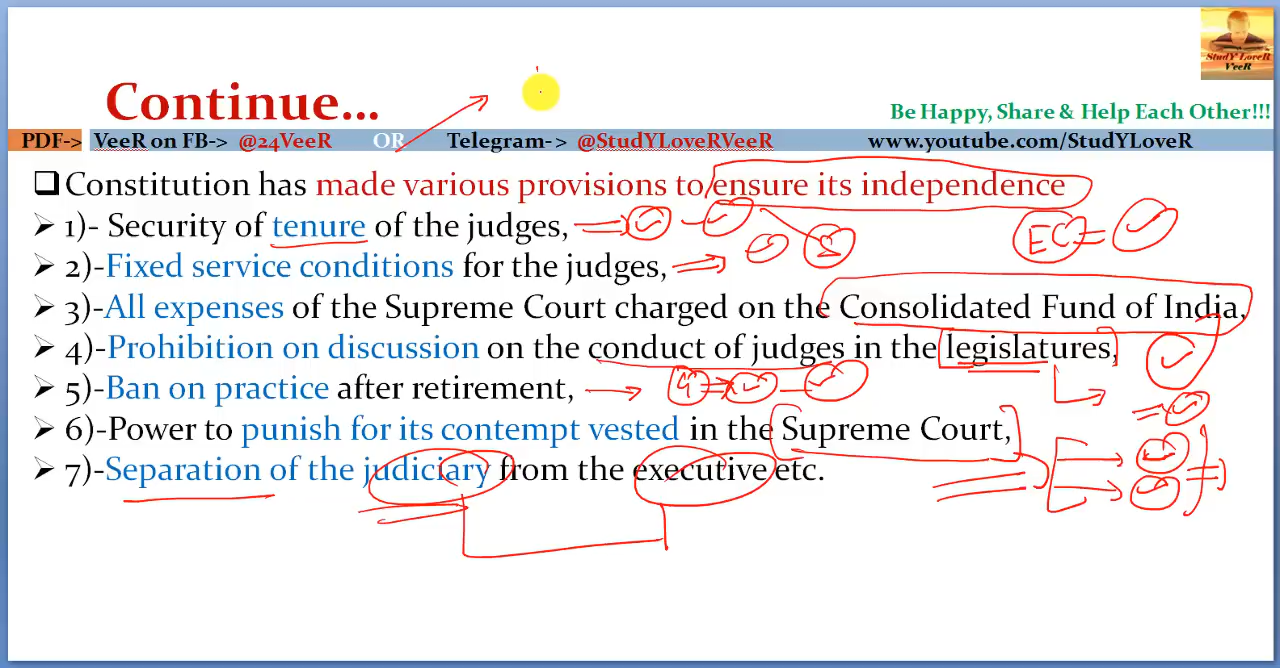 StudY LoveR
VeeR
Continue...
Be Happy, Share & Help Each Other!!!
PDF-> VeeR on FB-> @24VeeR OR Telegram-> @StudYLoveRVeeR www.youtube.com/StudYLoveR
❑Constitution has made various provisions to ensure its independence
➢ 1)- Security of tenure of the judges,
S
EC =
➢ 2)-Fixed service conditions for the judges,
➢ 3)-All expenses of the Supreme Court charged on the Consolidated Fund of India,
➢ 4)-Prohibition on discussion on the conduct of judges in the legislatures,
➢ 5)-Ban on practice after retirement,
➢ 6)-Power to punish for its contempt vested in the Supreme Court,
➢ 7)-Separation of the judiciary from the executive etc.